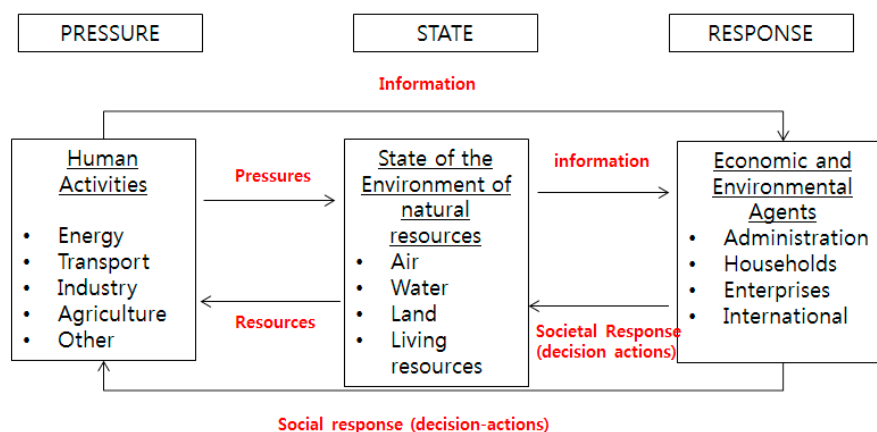 PRESSURE
STATE
RESPONSE
Information
Human
Activities
• Energy
• Transport
• Industry
• Agriculture
• Other
Pressures
Resources
State of the
Environment of
natural
resources
• Air
• Water
• Land
• Living
resources
information
Societal Response
(decision actions)
Economic and
Environmental
Agents
• Administration
• Households
• Enterprises
• International
Social response (decision-actions)